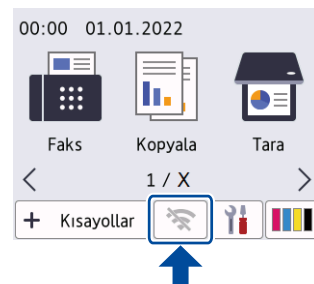 00:00 01.01.2022
Faks Kopyala Tara
< 1 / X >
+ Kısayollar